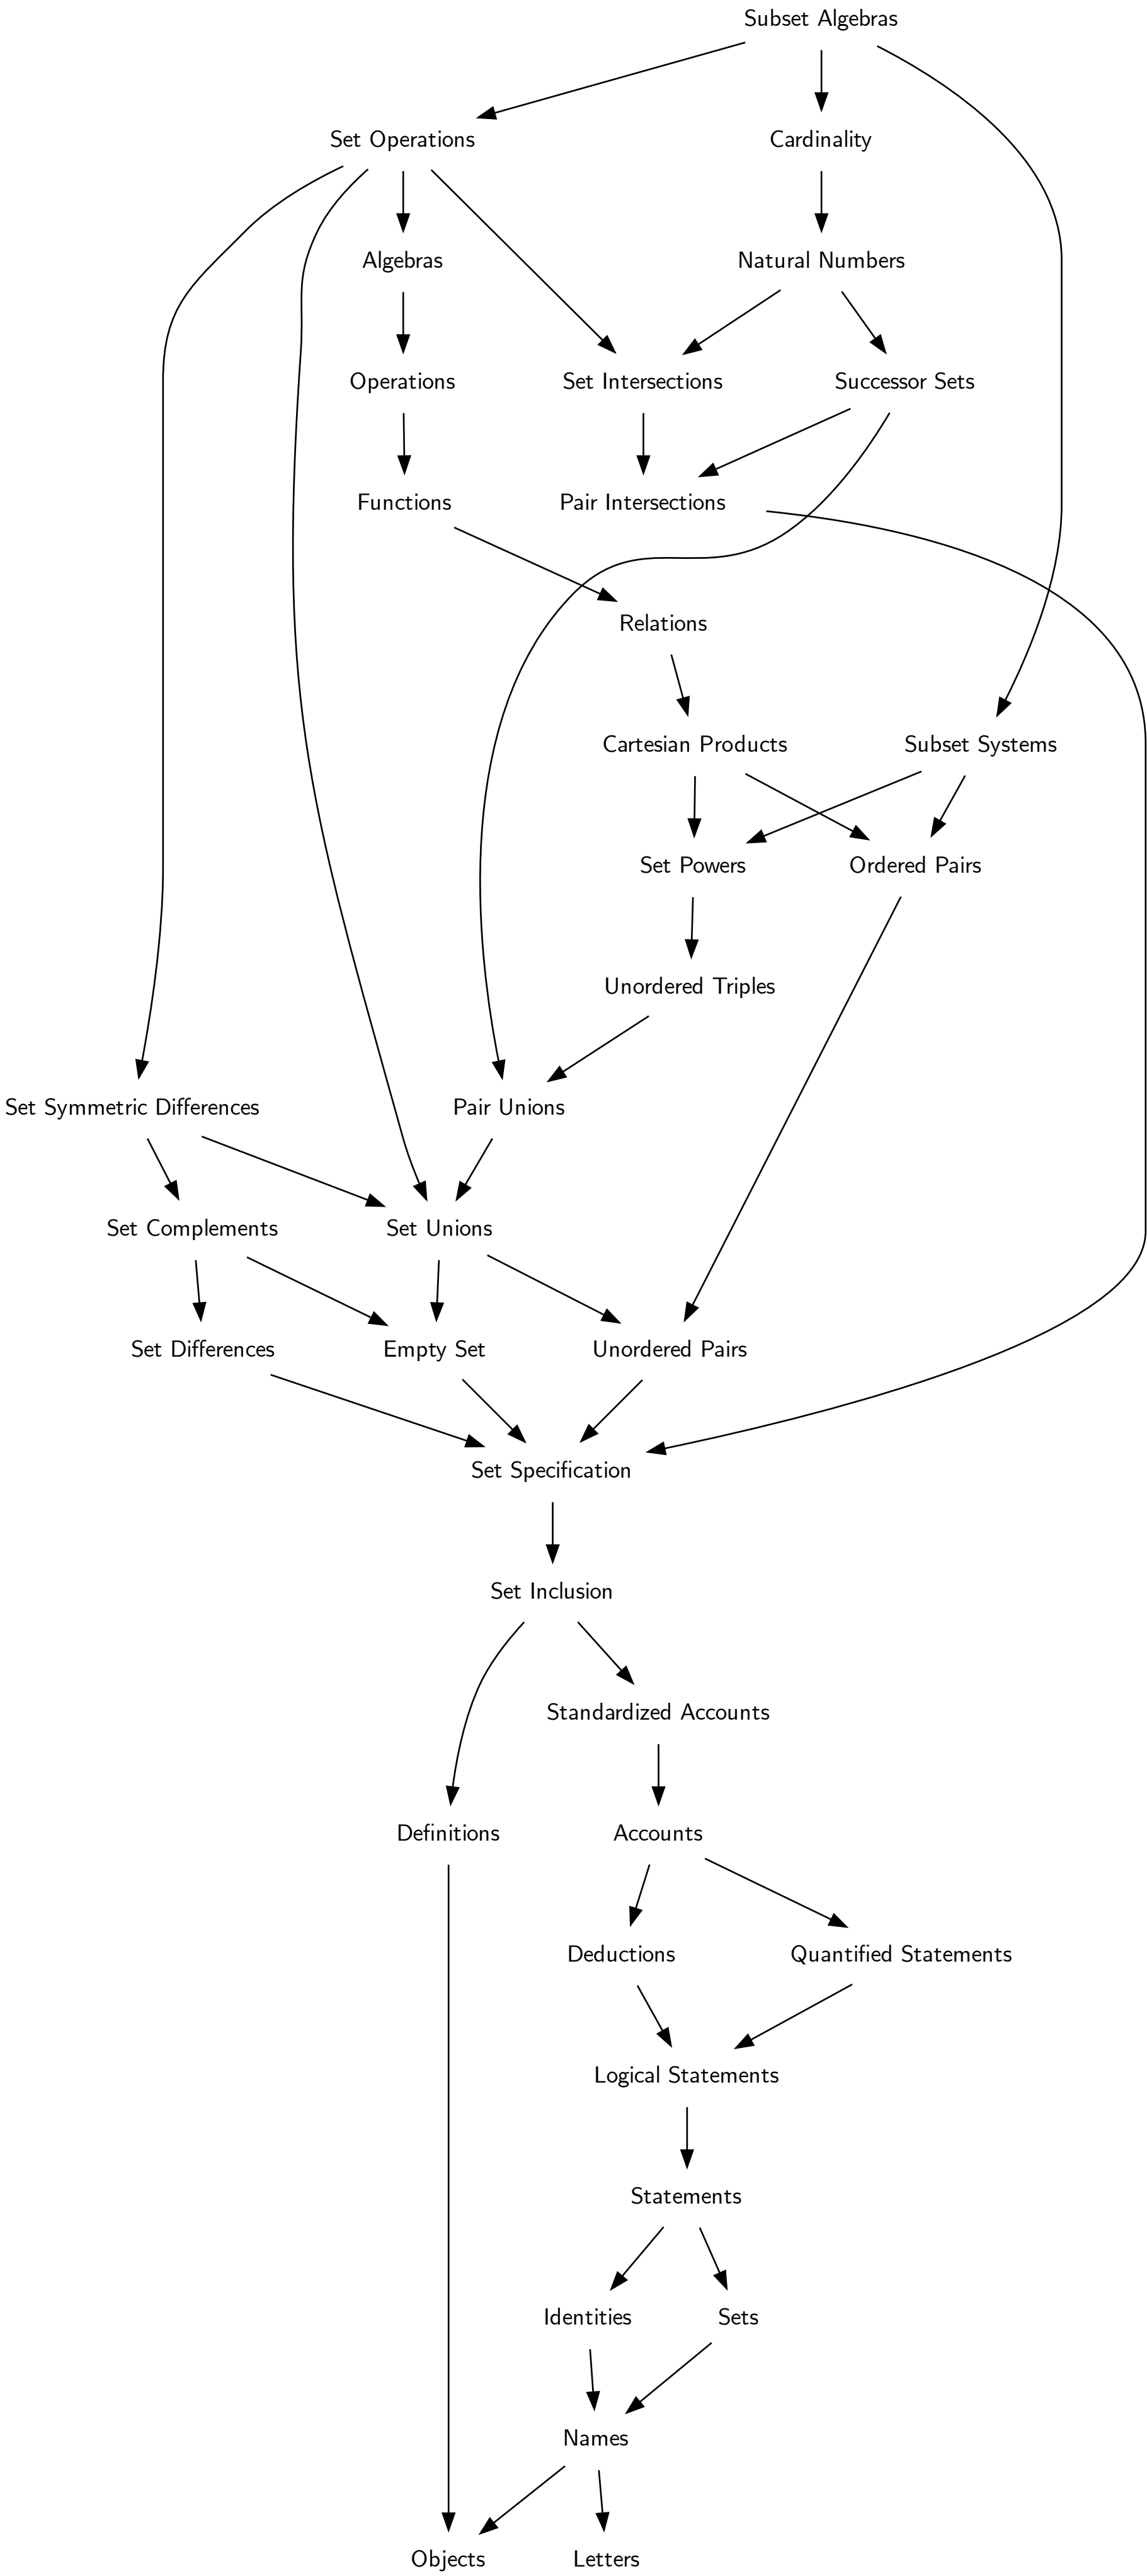 Subset Algebras
Set Operations
Cardinality
Algebras
Natural Numbers
Operations
Set Intersections
Successor Sets
Functions
Pair Intersections
Relations
Cartesian Products
Subset Systems
Set Powers
Ordered Pairs
Unordered Triples
Set Symmetric Differences
Pair Unions
Set Complements
Set Unions
Set Differences
Empty Set
Unordered Pairs
Set Specification
Set Inclusion
Standardized Accounts
Definitions
Accounts
Deductions
Quantified Statements
Logical Statements
Statements
Identities
Sets
Names
Objects
Letters